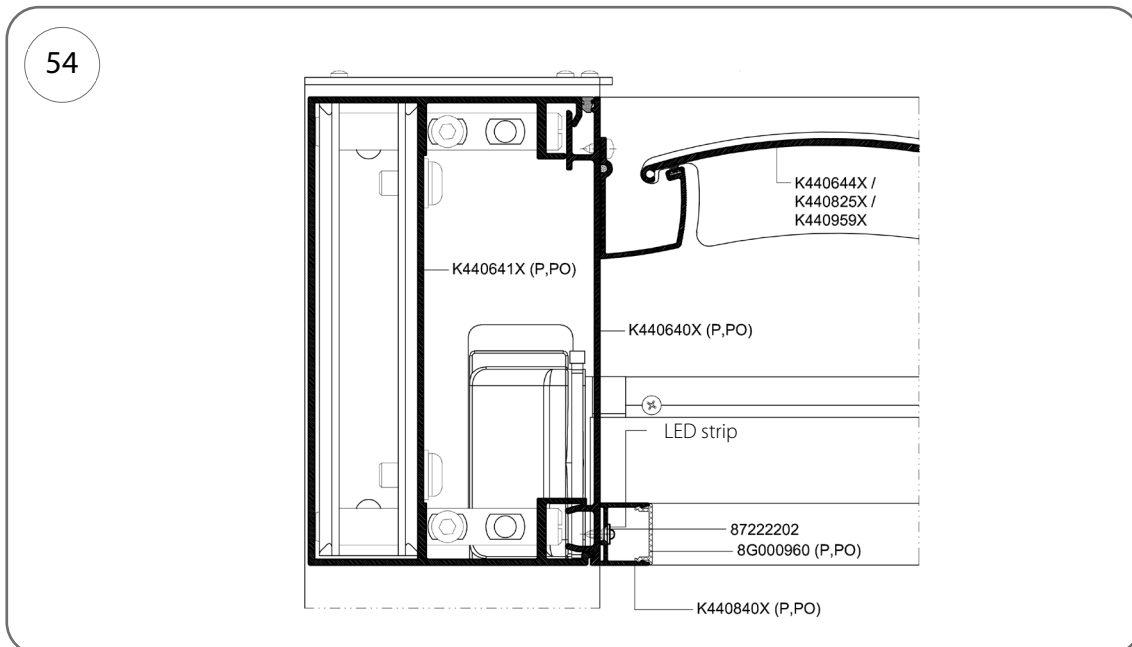 54
K440644X /
K440825X /
K440959X
K440641X (P,PO)
K440640X (P,PO)
LED strip
87222202
8G000960 (P,PO)
K440840X (P,PO)